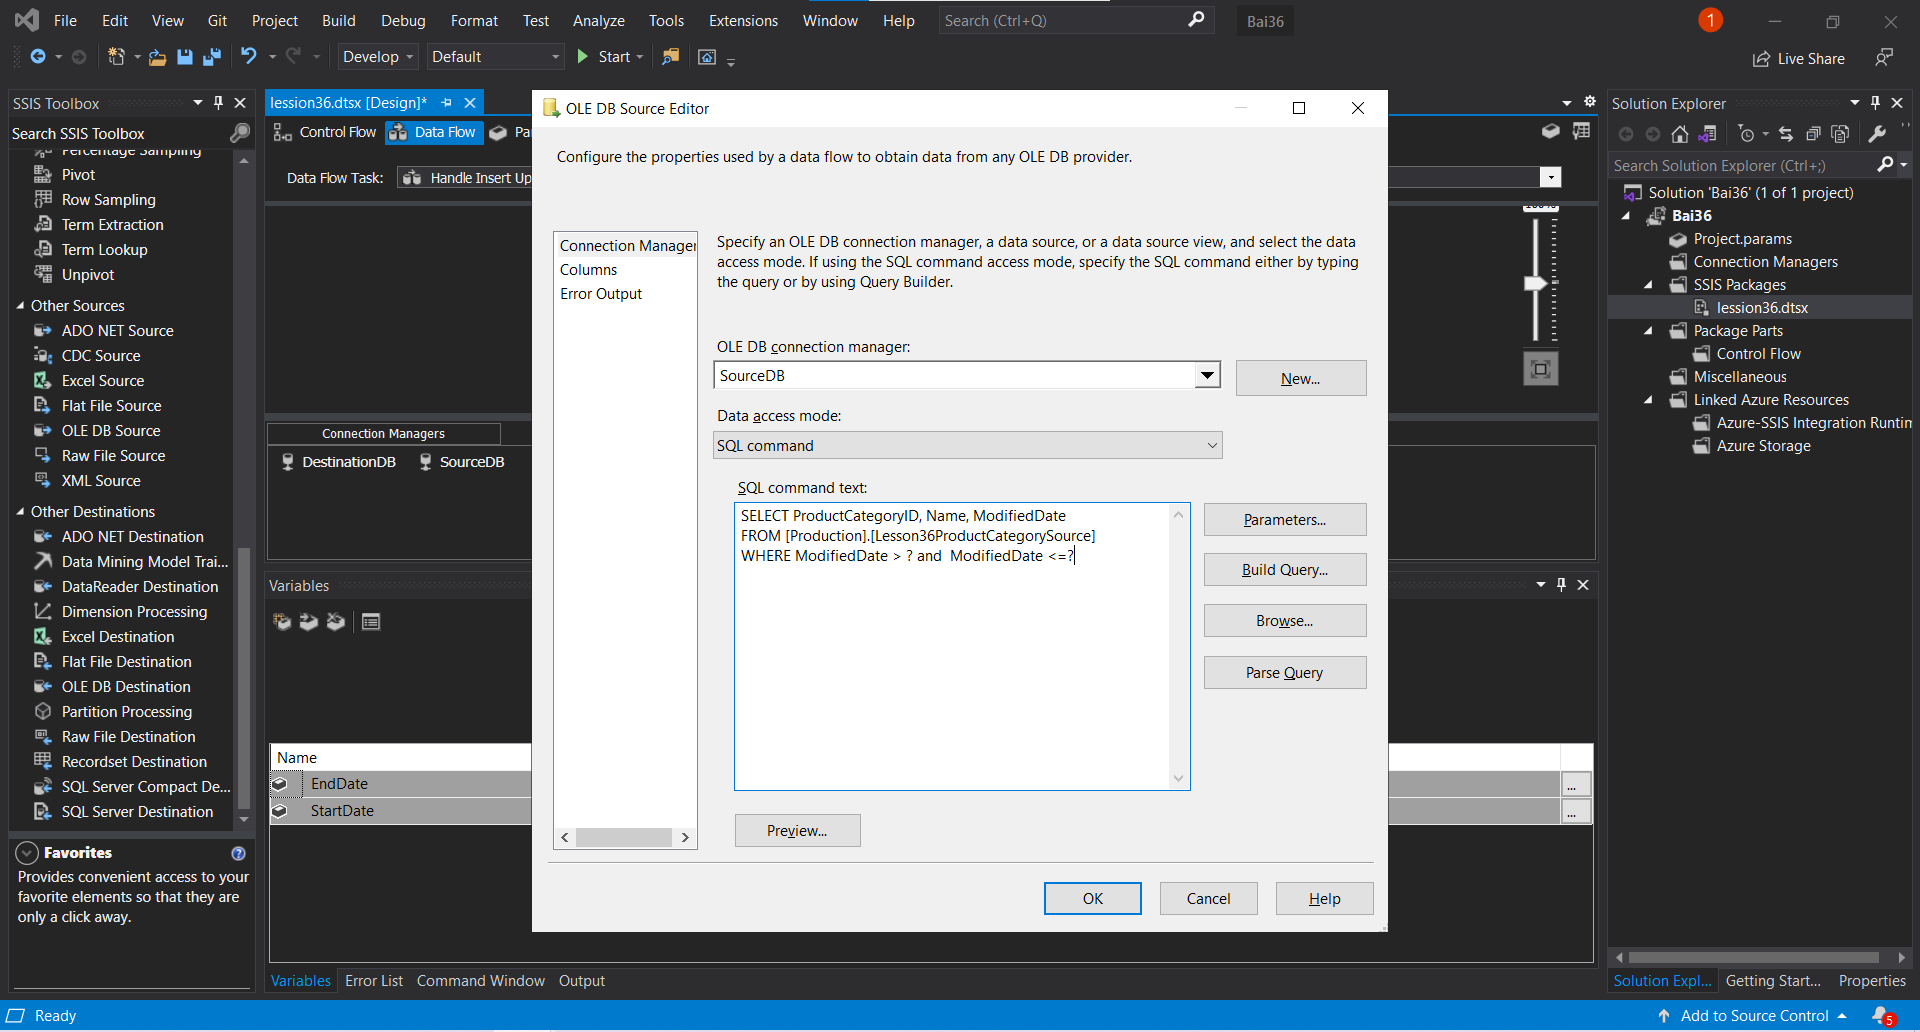 File Edit View Git Project Build Debug Format Test Analyze Tools Extensions Window Help Search (Ctrl+Q) Bai36 1
Develop Default Start Live Share
SSIS Toolbox
Search SSIS Toolbox
Percentage Sampling
Pivot
Row Sampling
Term Extraction
Term Lookup
Unpivot
Other Sources
ADO NET Source
CDC Source
Excel Source
Flat File Source
OLE DB Source
Raw File Source
XML Source
Other Destinations
ADO NET Destination
Data Mining Model Trai...
DataReader Destination
Dimension Processing
Excel Destination
Flat File Destination
OLE DB Destination
Partition Processing
Raw File Destination
Recordset Destination
SQL Server Compact De...
SQL Server Destination
Favorites
Provides convenient access to your
favorite elements so that they are
only a click away.
lession36.dtsx [Design]*
Control Flow Data Flow Pa
Data Flow Task: Handle Insert Up
Connection Managers
DestinationDB SourceDB
Variables
Name
EndDate ...
StartDate ...
Variables Error List Command Window Output
OLE DB Source Editor
Configure the properties used by a data flow to obtain data from any OLE DB provider.
Connection Manager
Columns
Error Output
Specify an OLE DB connection manager, a data source, or a data source view, and select the data
access mode. If using the SQL command access mode, specify the SQL command either by typing
the query or by using Query Builder.
OLE DB connection manager:
SourceDB New...
Data access mode:
SQL command
SQL command text:
SELECT ProductCategoryID, Name, ModifiedDate
FROM [Production].[Lesson36ProductCategorySource]
WHERE ModifiedDate > ? and  ModifiedDate <=?
Parameters...
Build Query...
Browse...
Parse Query
Preview...
OK Cancel Help
Solution Explorer
Search Solution Explorer (Ctrl+;)
Solution 'Bai36' (1 of 1 project)
Bai36
Project.params
Connection Managers
SSIS Packages
lession36.dtsx
Package Parts
Control Flow
Miscellaneous
Linked Azure Resources
Azure-SSIS Integration Runtim
Azure Storage
Solution Expl... Getting Start... Properties
Ready Add to Source Control 5